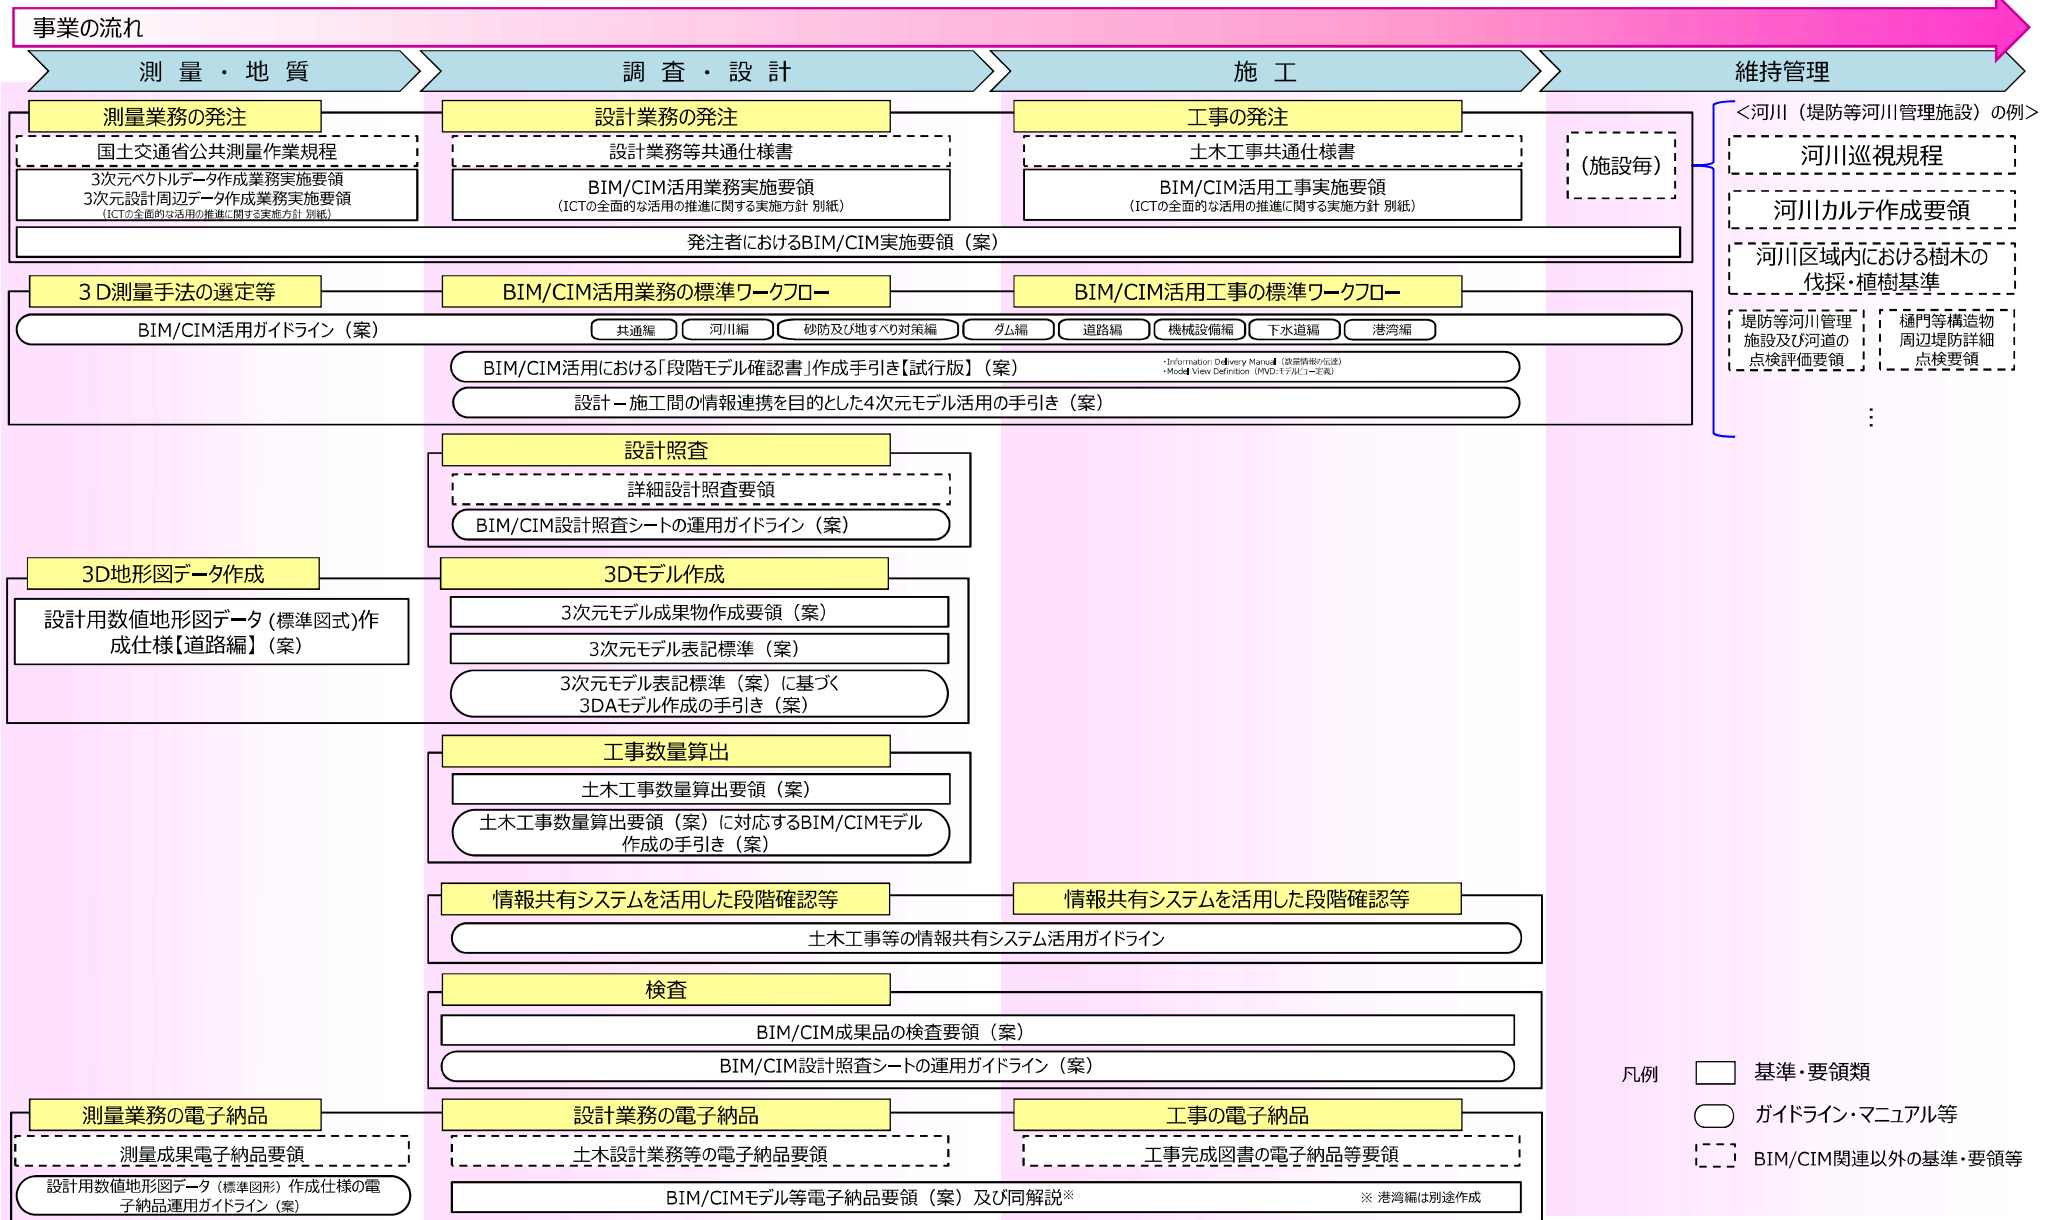 事業の流れ
測量・地質
調査・設計
施工
維持管理
測量業務の発注
設計業務の発注
工事の発注
国土交通省公共測量作業規程
設計業務等共通仕様書
土木工事共通仕様書
3次元ベクトルデータ作成業務実施要領
3次元設計周辺データ作成業務実施要領
（ICTの全面的な活用の推進に関する実施方針 別紙）
BIM/CIM活用業務実施要領
（ICTの全面的な活用の推進に関する実施方針 別紙）
BIM/CIM活用工事実施要領
（ICTの全面的な活用の推進に関する実施方針 別紙）
発注者におけるBIM/CIM実施要領（案）
（施設毎）
＜河川（堤防等河川管理施設）の例＞
河川巡視規程
河川カルテ作成要領
河川区域内における樹木の
伐採・植樹基準
堤防等河川管理
施設及び河道の
点検評価要領
樋門等構造物
周辺堤防詳細
点検要領
…
３D測量手法の選定等
BIM/CIM活用業務の標準ワークフロー
BIM/CIM活用工事の標準ワークフロー
BIM/CIM活用ガイドライン（案）
共通編
河川編
砂防及び地すべり対策編
ダム編
道路編
機械設備編
下水道編
港湾編
BIM/CIM活用における「段階モデル確認書」作成手引き【試行版】（案）
・Information Delivery Manual（数量情報の伝達）
・Model View Definition（MVD:モデルビュー定義）
設計－施工間の情報連携を目的とした4次元モデル活用の手引き（案）
設計照査
詳細設計照査要領
BIM/CIM設計照査シートの運用ガイドライン（案）
3D地形図データ作成
3Dモデル作成
設計用数値地形図データ(標準図式)作
成仕様【道路編】（案）
3次元モデル成果物作成要領（案）
3次元モデル表記標準（案）
3次元モデル表記標準（案）に基づく
3DAモデル作成の手引き（案）
工事数量算出
土木工事数量算出要領（案）
土木工事数量算出要領（案）に対応するBIM/CIMモデル
作成の手引き（案）
情報共有システムを活用した段階確認等
情報共有システムを活用した段階確認等
土木工事等の情報共有システム活用ガイドライン
検査
BIM/CIM成果品の検査要領（案）
BIM/CIM設計照査シートの運用ガイドライン（案）
測量業務の電子納品
設計業務の電子納品
工事の電子納品
測量成果電子納品要領
土木設計業務等の電子納品要領
工事完成図書の電子納品等要領
設計用数値地形図データ（標準図形）作成仕様の電
子納品運用ガイドライン（案）
BIM/CIMモデル等電子納品要領（案）及び同解説※
※ 港湾編は別途作成
凡例
基準・要領類
ガイドライン・マニュアル等
BIM/CIM関連以外の基準・要領等